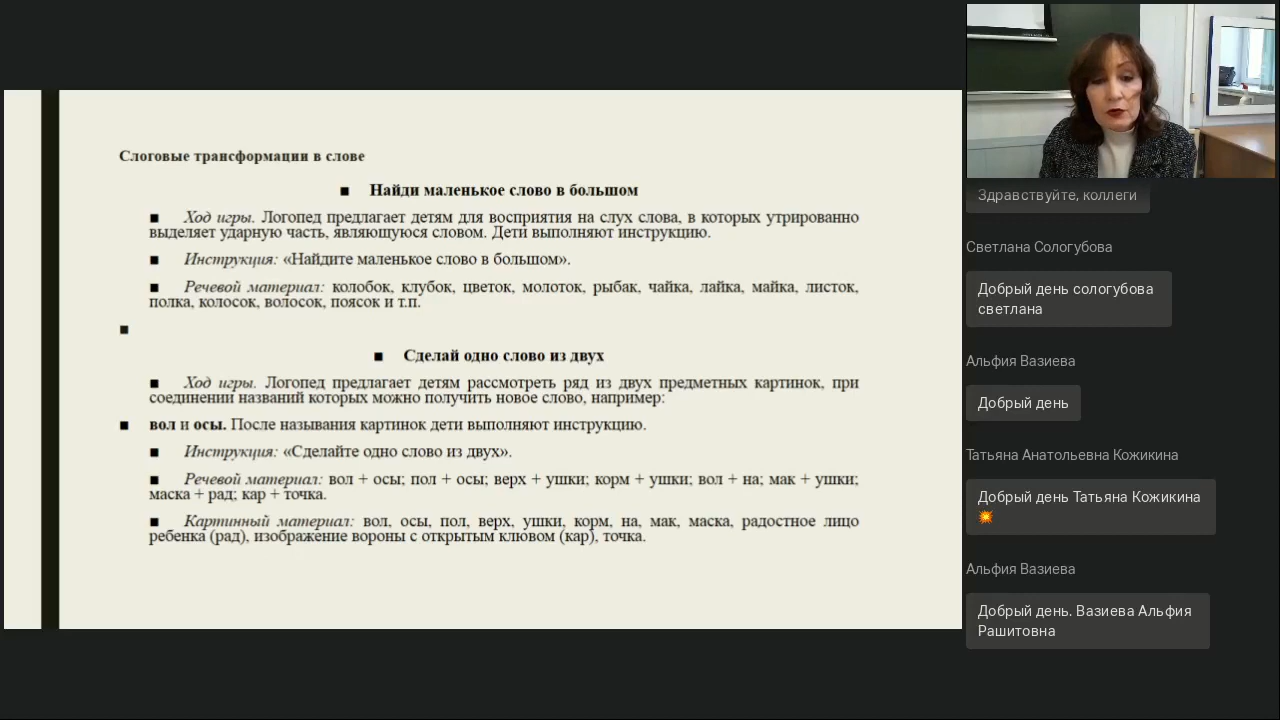 Слоговые трансформации в слове
■ Найди маленькое слово в большом
■ Ход игры. Логопед предлагает детям для восприятия на слух слова, в которых утрированно
выделяет ударную часть, являющуюся словом. Дети выполняют инструкцию.
■ Инструкция: «Найдите маленькое слово в большом».
■ Речевой материал: колобок, клубок, цветок, молоток, рыбак, чайка, лайка, майка, листок,
полка, колосок, волосок, поясок и т.п.
■
■ Сделай одно слово из двух
■ Ход игры. Логопед предлагает детям рассмотреть ряд из двух предметных картинок, при
соединении названий которых можно получить новое слово, например:
■ вол и осы. После называния картинок дети выполняют инструкцию.
■ Инструкция: «Сделайте одно слово из двух».
■ Речевой материал: вол + осы; пол + осы; верх + ушки; корм + ушки; вол + на; мак + ушки;
маска + рад; кар + точка.
■ Картинный материал: вол, осы, пол, верх, ушки, корм, на, мак, маска, радостное лицо
ребенка (рад), изображение вороны с открытым клювом (кар), точка.
Здравствуйте, коллеги
Светлана Сологубова
Добрый день сологубова
светлана
Альфия Вазиева
Добрый день
Татьяна Анатольевна Кожикина
Добрый день Татьяна Кожикина
💥
Альфия Вазиева
Добрый день. Вазиева Альфия
Рашитовна